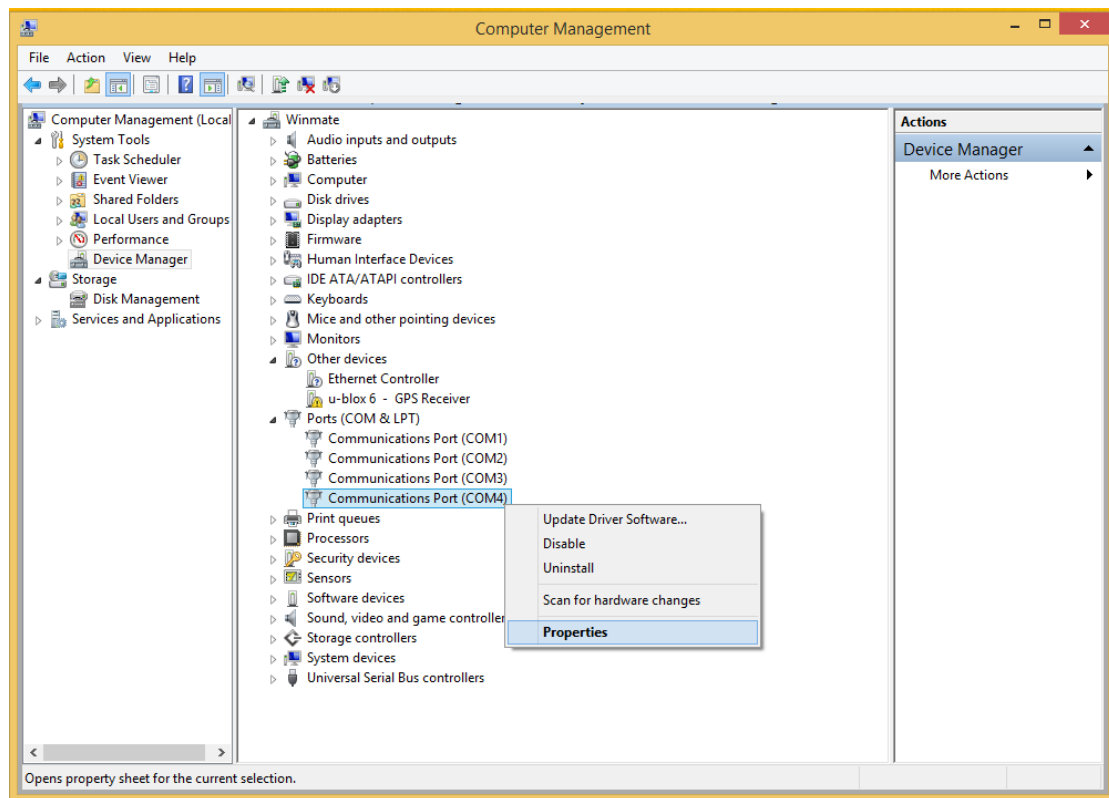 Computer Management
File Action View Help
Computer Management (Local
System Tools
Task Scheduler
Event Viewer
Shared Folders
Local Users and Groups
Performance
Device Manager
Storage
Disk Management
Services and Applications
Winmate
Audio inputs and outputs
Batteries
Computer
Disk drives
Display adapters
Firmware
Human Interface Devices
IDE ATA/ATAPI controllers
Keyboards
Mice and other pointing devices
Monitors
Other devices
Ethernet Controller
u-blox 6 - GPS Receiver
Ports (COM & LPT)
Communications Port (COM1)
Communications Port (COM2)
Communications Port (COM3)
Communications Port (COM4)
Print queues
Processors
Security devices
Sensors
Software devices
Sound, video and game controller
Storage controllers
System devices
Universal Serial Bus controllers
Update Driver Software...
Disable
Uninstall
Scan for hardware changes
Properties
Actions
Device Manager
More Actions
Opens property sheet for the current selection.